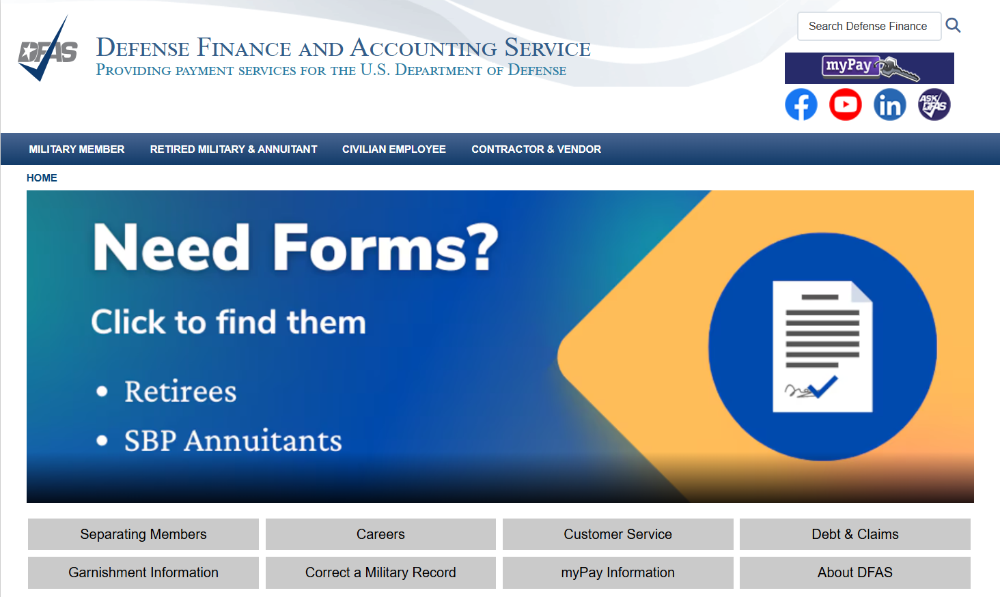 DFAS
Defense Finance and Accounting Service
Providing payment services for the U.S. Department of Defense
Search Defense Finance
myPay
ASK DFAS
MILITARY MEMBER
RETIRED MILITARY & ANNUITANT
CIVILIAN EMPLOYEE
CONTRACTOR & VENDOR
HOME
Need Forms?
Click to find them
• Retirees
• SBP Annuitants
Separating Members
Careers
Customer Service
Debt & Claims
Garnishment Information
Correct a Military Record
myPay Information
About DFAS